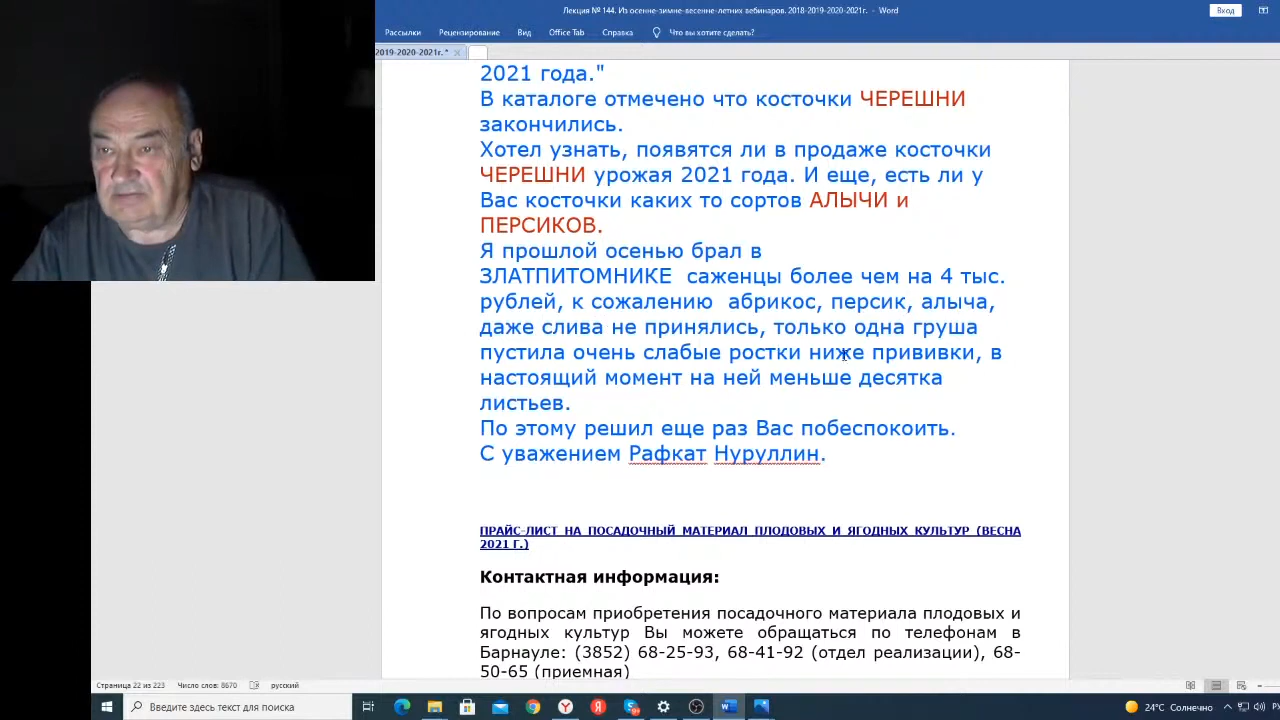 Лекция № 144. Из осенне-зимне-весенне-летних вебинаров. 2018-2019-2020-2021г. - Word
Вход
Рассылки Рецензирование Вид Office Tab Справка Что вы хотите сделать?
2019-2020-2021г. *
2021 года."
В каталоге отмечено что косточки ЧЕРЕШНИ
закончились.
Хотел узнать, появятся ли в продаже косточки
ЧЕРЕШНИ урожая 2021 года. И еще, есть ли у
Вас косточки каких то сортов АЛЫЧИ и
ПЕРСИКОВ.
Я прошлой осенью брал в
ЗЛАТПИТОМНИКЕ саженцы более чем на 4 тыс.
рублей, к сожалению абрикос, персик, алыча,
даже слива не принялись, только одна груша
пустила очень слабые ростки ниже прививки, в
настоящий момент на ней меньше десятка
листьев.
По этому решил еще раз Вас побеспокоить.
С уважением Рафкат Нуруллин.
ПРАЙС-ЛИСТ НА ПОСАДОЧНЫЙ МАТЕРИАЛ ПЛОДОВЫХ И ЯГОДНЫХ КУЛЬТУР (ВЕСНА
2021 Г.)
Контактная информация:
По вопросам приобретения посадочного материала плодовых и
ягодных культур Вы можете обращаться по телефонам в
Барнауле: (3852) 68-25-93, 68-41-92 (отдел реализации), 68-
50-65 (приемная)
Страница 22 из 223 Число слов: 8670 русский
Введите здесь текст для поиска
24°C Солнечно